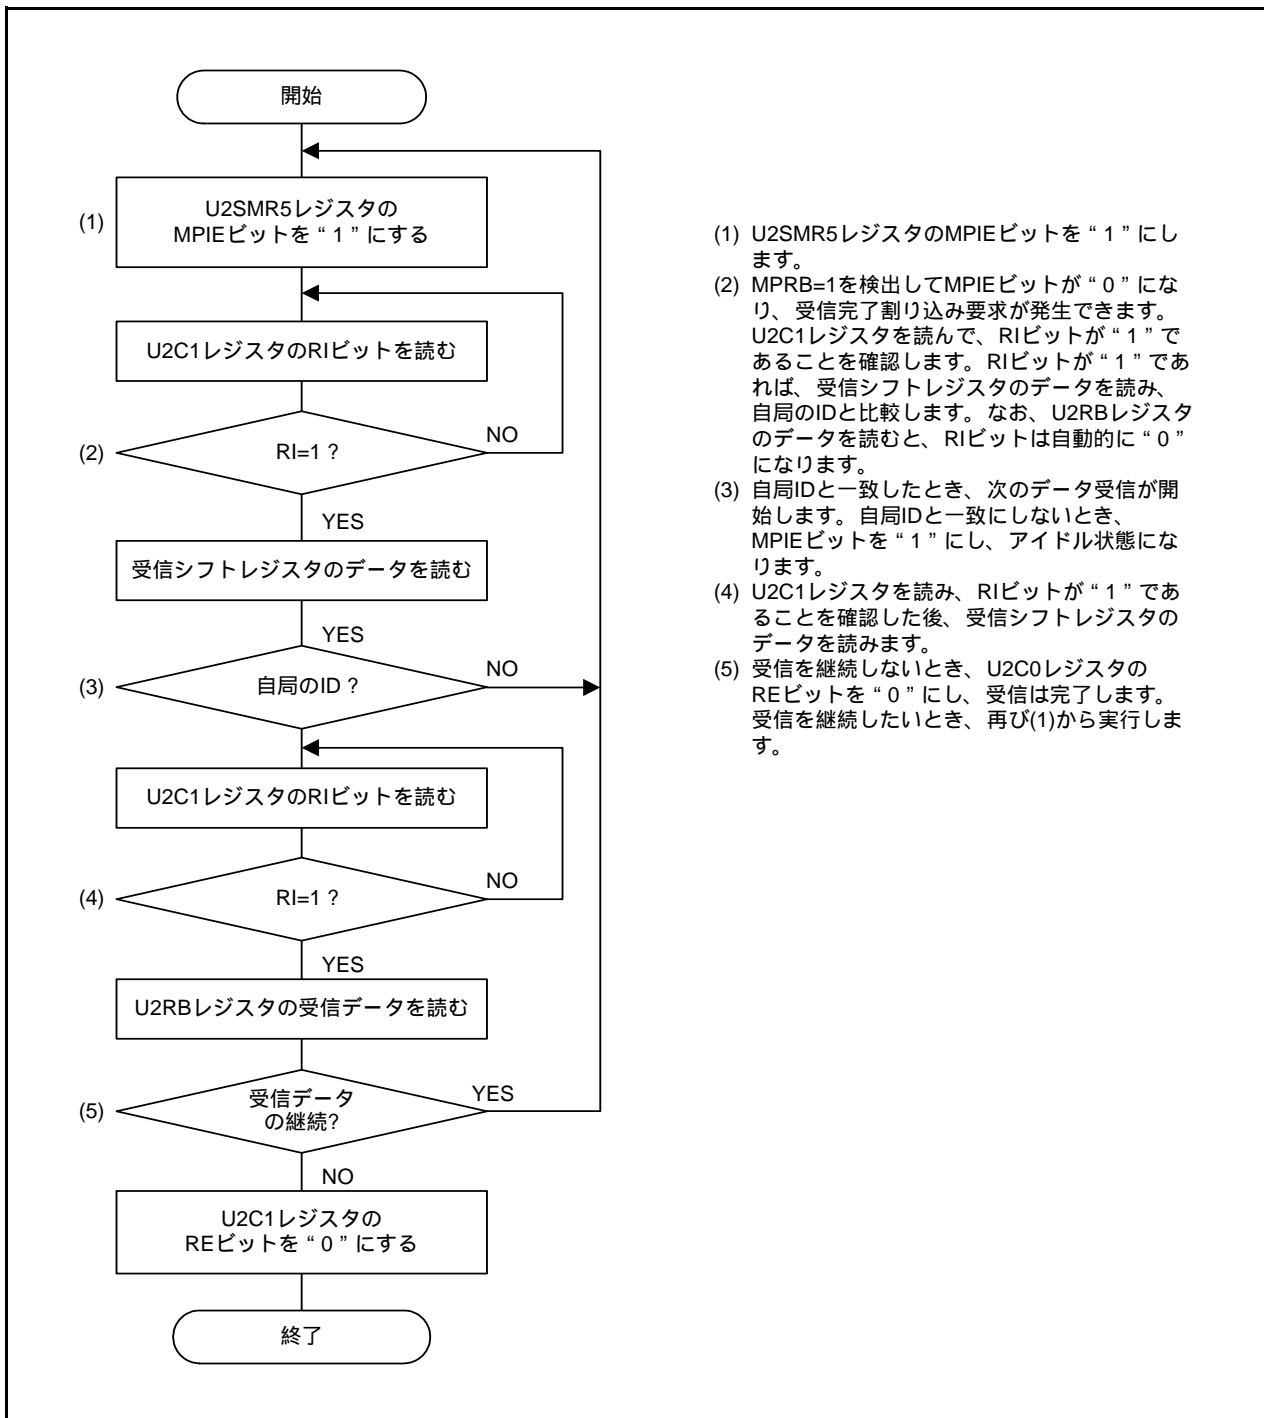 開始
(1)
U2SMR5レジスタの
MPIEビットを“1”にする
U2C1レジスタのRIビットを読む
(2)
RI=1 ?
NO
YES
受信シフトレジスタのデータを読む
YES
(3)
自局のID ?
NO
U2C1レジスタのRIビットを読む
(4)
RI=1 ?
NO
YES
U2RBレジスタの受信データを読む
(5)
受信データ
の継続?
YES
NO
U2C1レジスタの
REビットを“0”にする
終了
(1) U2SMR5レジスタのMPIEビットを“1”にし
ます。
(2) MPRB=1を検出してMPIEビットが“0”にな
り、受信完了割り込み要求が発生できます。
U2C1レジスタを読んで、RIビットが“1”で
あることを確認します。RIビットが“1”であ
れば、受信シフトレジスタのデータを読み、
自局のIDと比較します。なお、U2RBレジスタ
のデータを読むと、RIビットは自動的に“0”
になります。
(3) 自局IDと一致したとき、次のデータ受信が開
始します。自局IDと一致にしないとき、
MPIEビットを“1”にし、アイドル状態にな
ります。
(4) U2C1レジスタを読み、RIビットが“1”であ
ることを確認した後、受信シフトレジスタの
データを読みます。
(5) 受信を継続しないとき、U2C0レジスタの
REビットを“0”にし、受信は完了します。
受信を継続したいとき、再び(1)から実行しま
す。